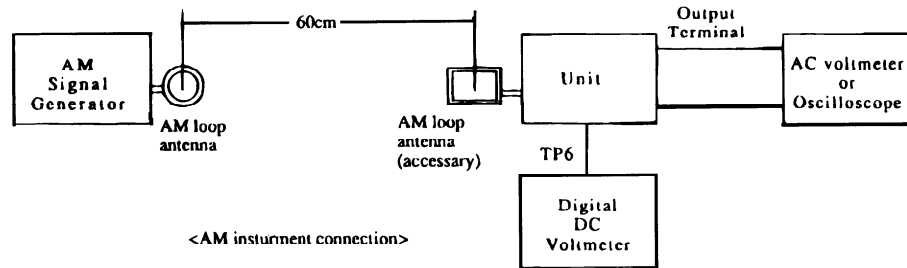 60cm
AM
Signal
Generator
AM loop
antenna
AM loop
antenna
(accessary)
Unit
Output
Terminal
AC voltmeter
or
Oscilloscope
TP6
Digital
DC
Voltmeter
<AM insturment connection>